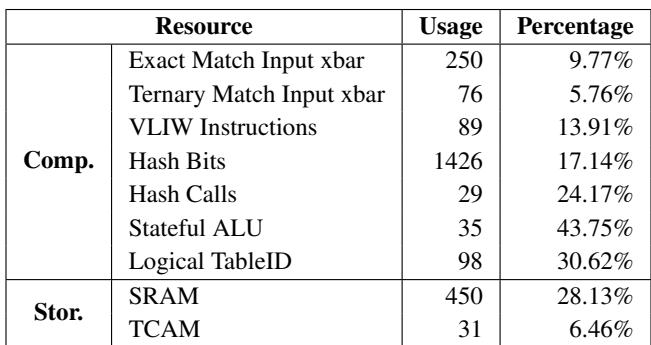 Resource Usage Percentage
Exact Match Input xbar 250 9.77%
Ternary Match Input xbar 76 5.76%
VLIW Instructions 89 13.91%
Comp. Hash Bits 1426 17.14%
Hash Calls 29 24.17%
Stateful ALU 35 43.75%
Logical TableID 98 30.62%
Stor. SRAM 450 28.13%
TCAM 31 6.46%